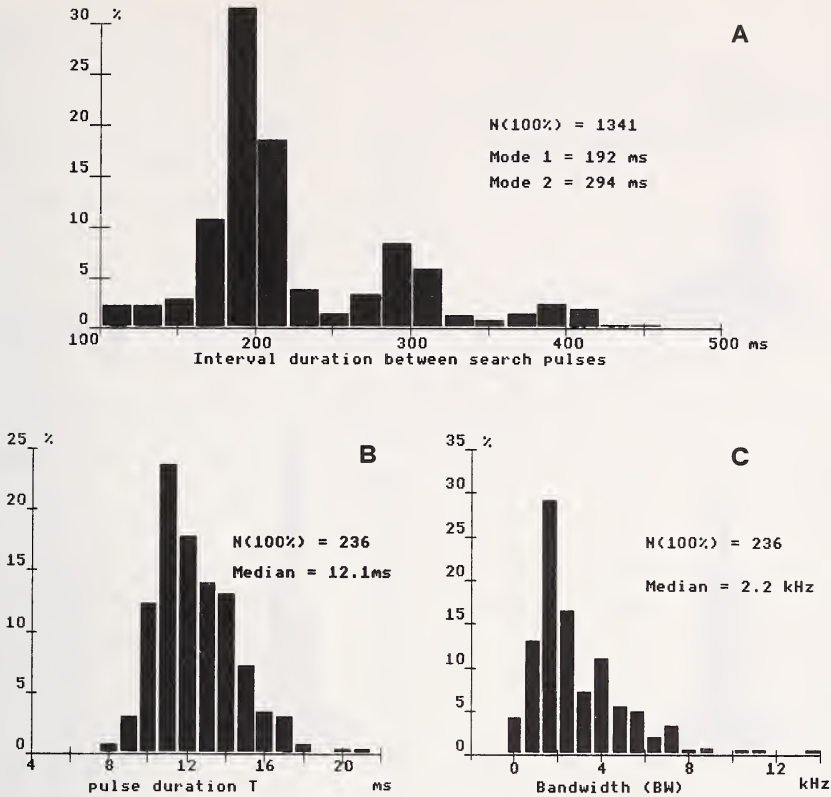 30 %
A
25
20
15
10
5
0
N(100%) = 1341
Mode 1 = 192 ms
Mode 2 = 294 ms
100 200 300 400 500 ms
Interval duration between search pulses
25 %
B
20
15
10
5
0
N(100%) = 236
Median = 12.1ms
4 8 12 16 20
pulse duration T ms
35 %
C
30
25
20
15
10
5
0
N(100%) = 236
Median = 2.2 kHz
0 4 8 12
Bandwidth (BW) kHz